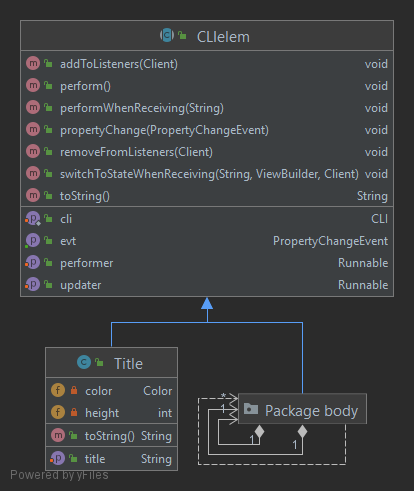 CLIelem
addToListeners(Client) void
perform() void
performWhenReceiving(String) void
propertyChange(PropertyChangeEvent) void
removeFromListeners(Client) void
switchToStateWhenReceiving(String, ViewBuilder, Client) void
toString() String
cli CLI
evt PropertyChangeEvent
performer Runnable
updater Runnable
Title
color Color
height int
toString() String
title String
*
1
Package body
1
1
Powered by yFiles